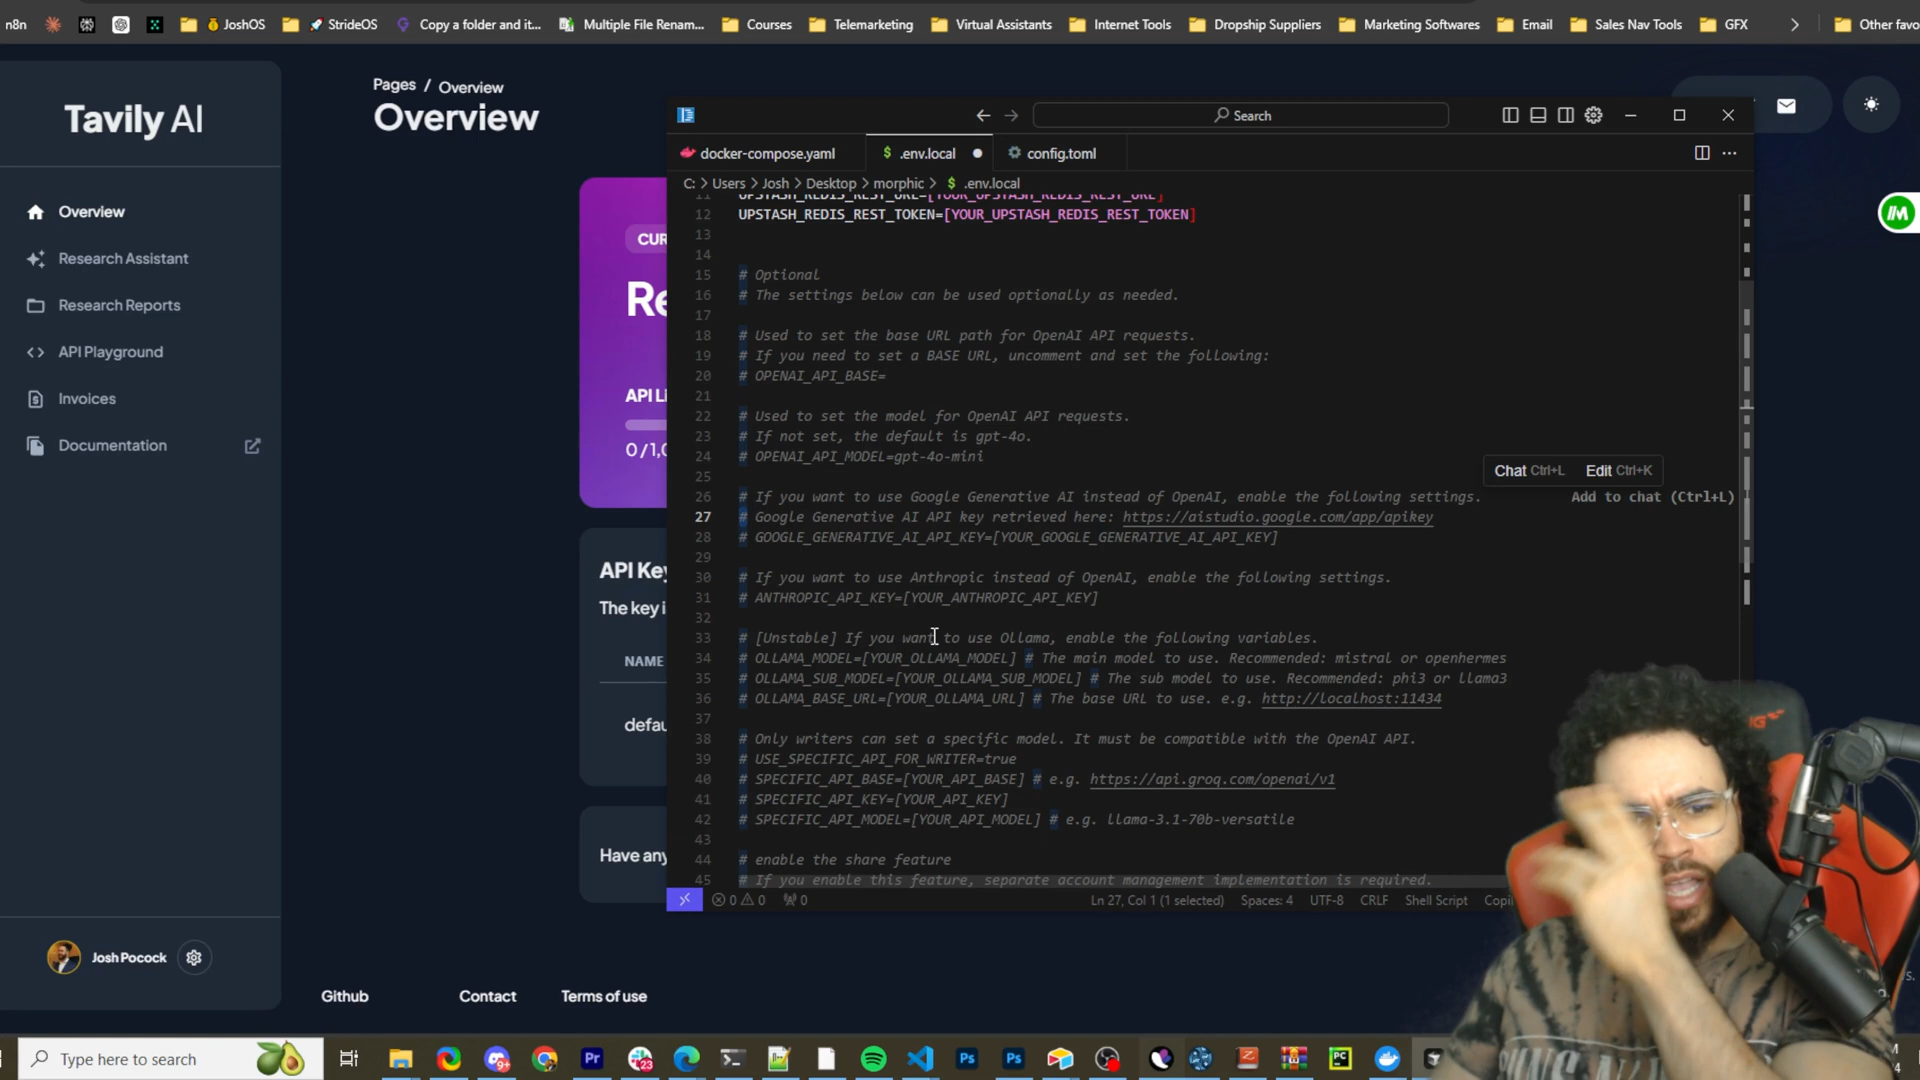 n8n
JoshOS
StrideOS
Copy a folder and it...
Multiple File Renam...
Courses
Telemarketing
Virtual Assistants
Internet Tools
Dropship Suppliers
Marketing Softwares
Email
Sales Nav Tools
GFX
Other favo
Tavily AI
Pages / Overview
Overview
Overview
Research Assistant
Research Reports
API Playground
Invoices
Documentation
Josh Pocock
CUR
Re
API Li
0/1,0
API Key
The key i
NAME
defau
Have any
Github
Contact
Terms of use
Search
docker-compose.yaml
$ .env.local
config.toml
C: > Users > Josh > Desktop > morphic > $ .env.local
11 UPSTASH_REDIS_REST_URL=[YOUR_UPSTASH_REDIS_REST_URL]
12 UPSTASH_REDIS_REST_TOKEN=[YOUR_UPSTASH_REDIS_REST_TOKEN]
13
14
15 # Optional
16 # The settings below can be used optionally as needed.
17
18 # Used to set the base URL path for OpenAI API requests.
19 # If you need to set a BASE URL, uncomment and set the following:
20 # OPENAI_API_BASE=
21
22 # Used to set the model for OpenAI API requests.
23 # If not set, the default is gpt-4o.
24 # OPENAI_API_MODEL=gpt-4o-mini
Chat Ctrl+L Edit Ctrl+K
25
26 # If you want to use Google Generative AI instead of OpenAI, enable the following settings. Add to chat (Ctrl+L)
27 # Google Generative AI API key retrieved here: https://aistudio.google.com/app/apikey
28 # GOOGLE_GENERATIVE_AI_API_KEY=[YOUR_GOOGLE_GENERATIVE_AI_API_KEY]
29
30 # If you want to use Anthropic instead of OpenAI, enable the following settings.
31 # ANTHROPIC_API_KEY=[YOUR_ANTHROPIC_API_KEY]
32
33 # [Unstable] If you want to use Ollama, enable the following variables.
34 # OLLAMA_MODEL=[YOUR_OLLAMA_MODEL] # The main model to use. Recommended: mistral or openhermes
35 # OLLAMA_SUB_MODEL=[YOUR_OLLAMA_SUB_MODEL] # The sub model to use. Recommended: phi3 or llama3
36 # OLLAMA_BASE_URL=[YOUR_OLLAMA_URL] # The base URL to use. e.g. http://localhost:11434
37
38 # Only writers can set a specific model. It must be compatible with the OpenAI API.
39 # USE_SPECIFIC_API_FOR_WRITER=true
40 # SPECIFIC_API_BASE=[YOUR_API_BASE] # e.g. https://api.groq.com/openai/v1
41 # SPECIFIC_API_KEY=[YOUR_API_KEY]
42 # SPECIFIC_API_MODEL=[YOUR_API_MODEL] # e.g. llama-3.1-70b-versatile
43
44 # enable the share feature
45 # If you enable this feature, separate account management implementation is required.
0 0 0 Ln 27, Col 1 (1 selected) Spaces: 4 UTF-8 CRLF Shell Script Copil
Type here to search
Pr
23
Ps
Ps
PC